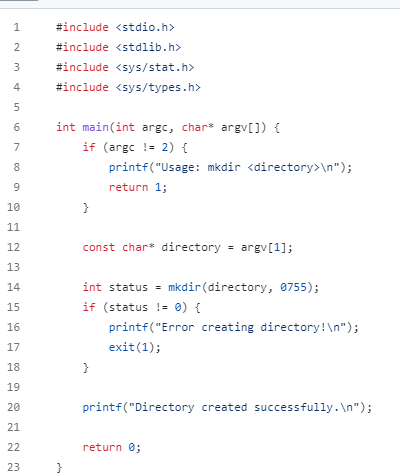 1 #include <stdio.h>
2 #include <stdlib.h>
3 #include <sys/stat.h>
4 #include <sys/types.h>
5
6 int main(int argc, char* argv[]) {
7     if (argc != 2) {
8         printf("Usage: mkdir <directory>\n");
9         return 1;
10     }
11
12     const char* directory = argv[1];
13
14     int status = mkdir(directory, 0755);
15     if (status != 0) {
16         printf("Error creating directory!\n");
17         exit(1);
18     }
19
20     printf("Directory created successfully.\n");
21
22     return 0;
23 }